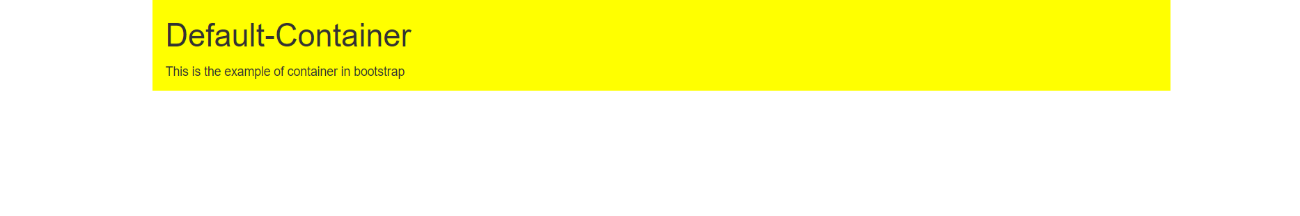 Default-Container
This is the example of container in bootstrap